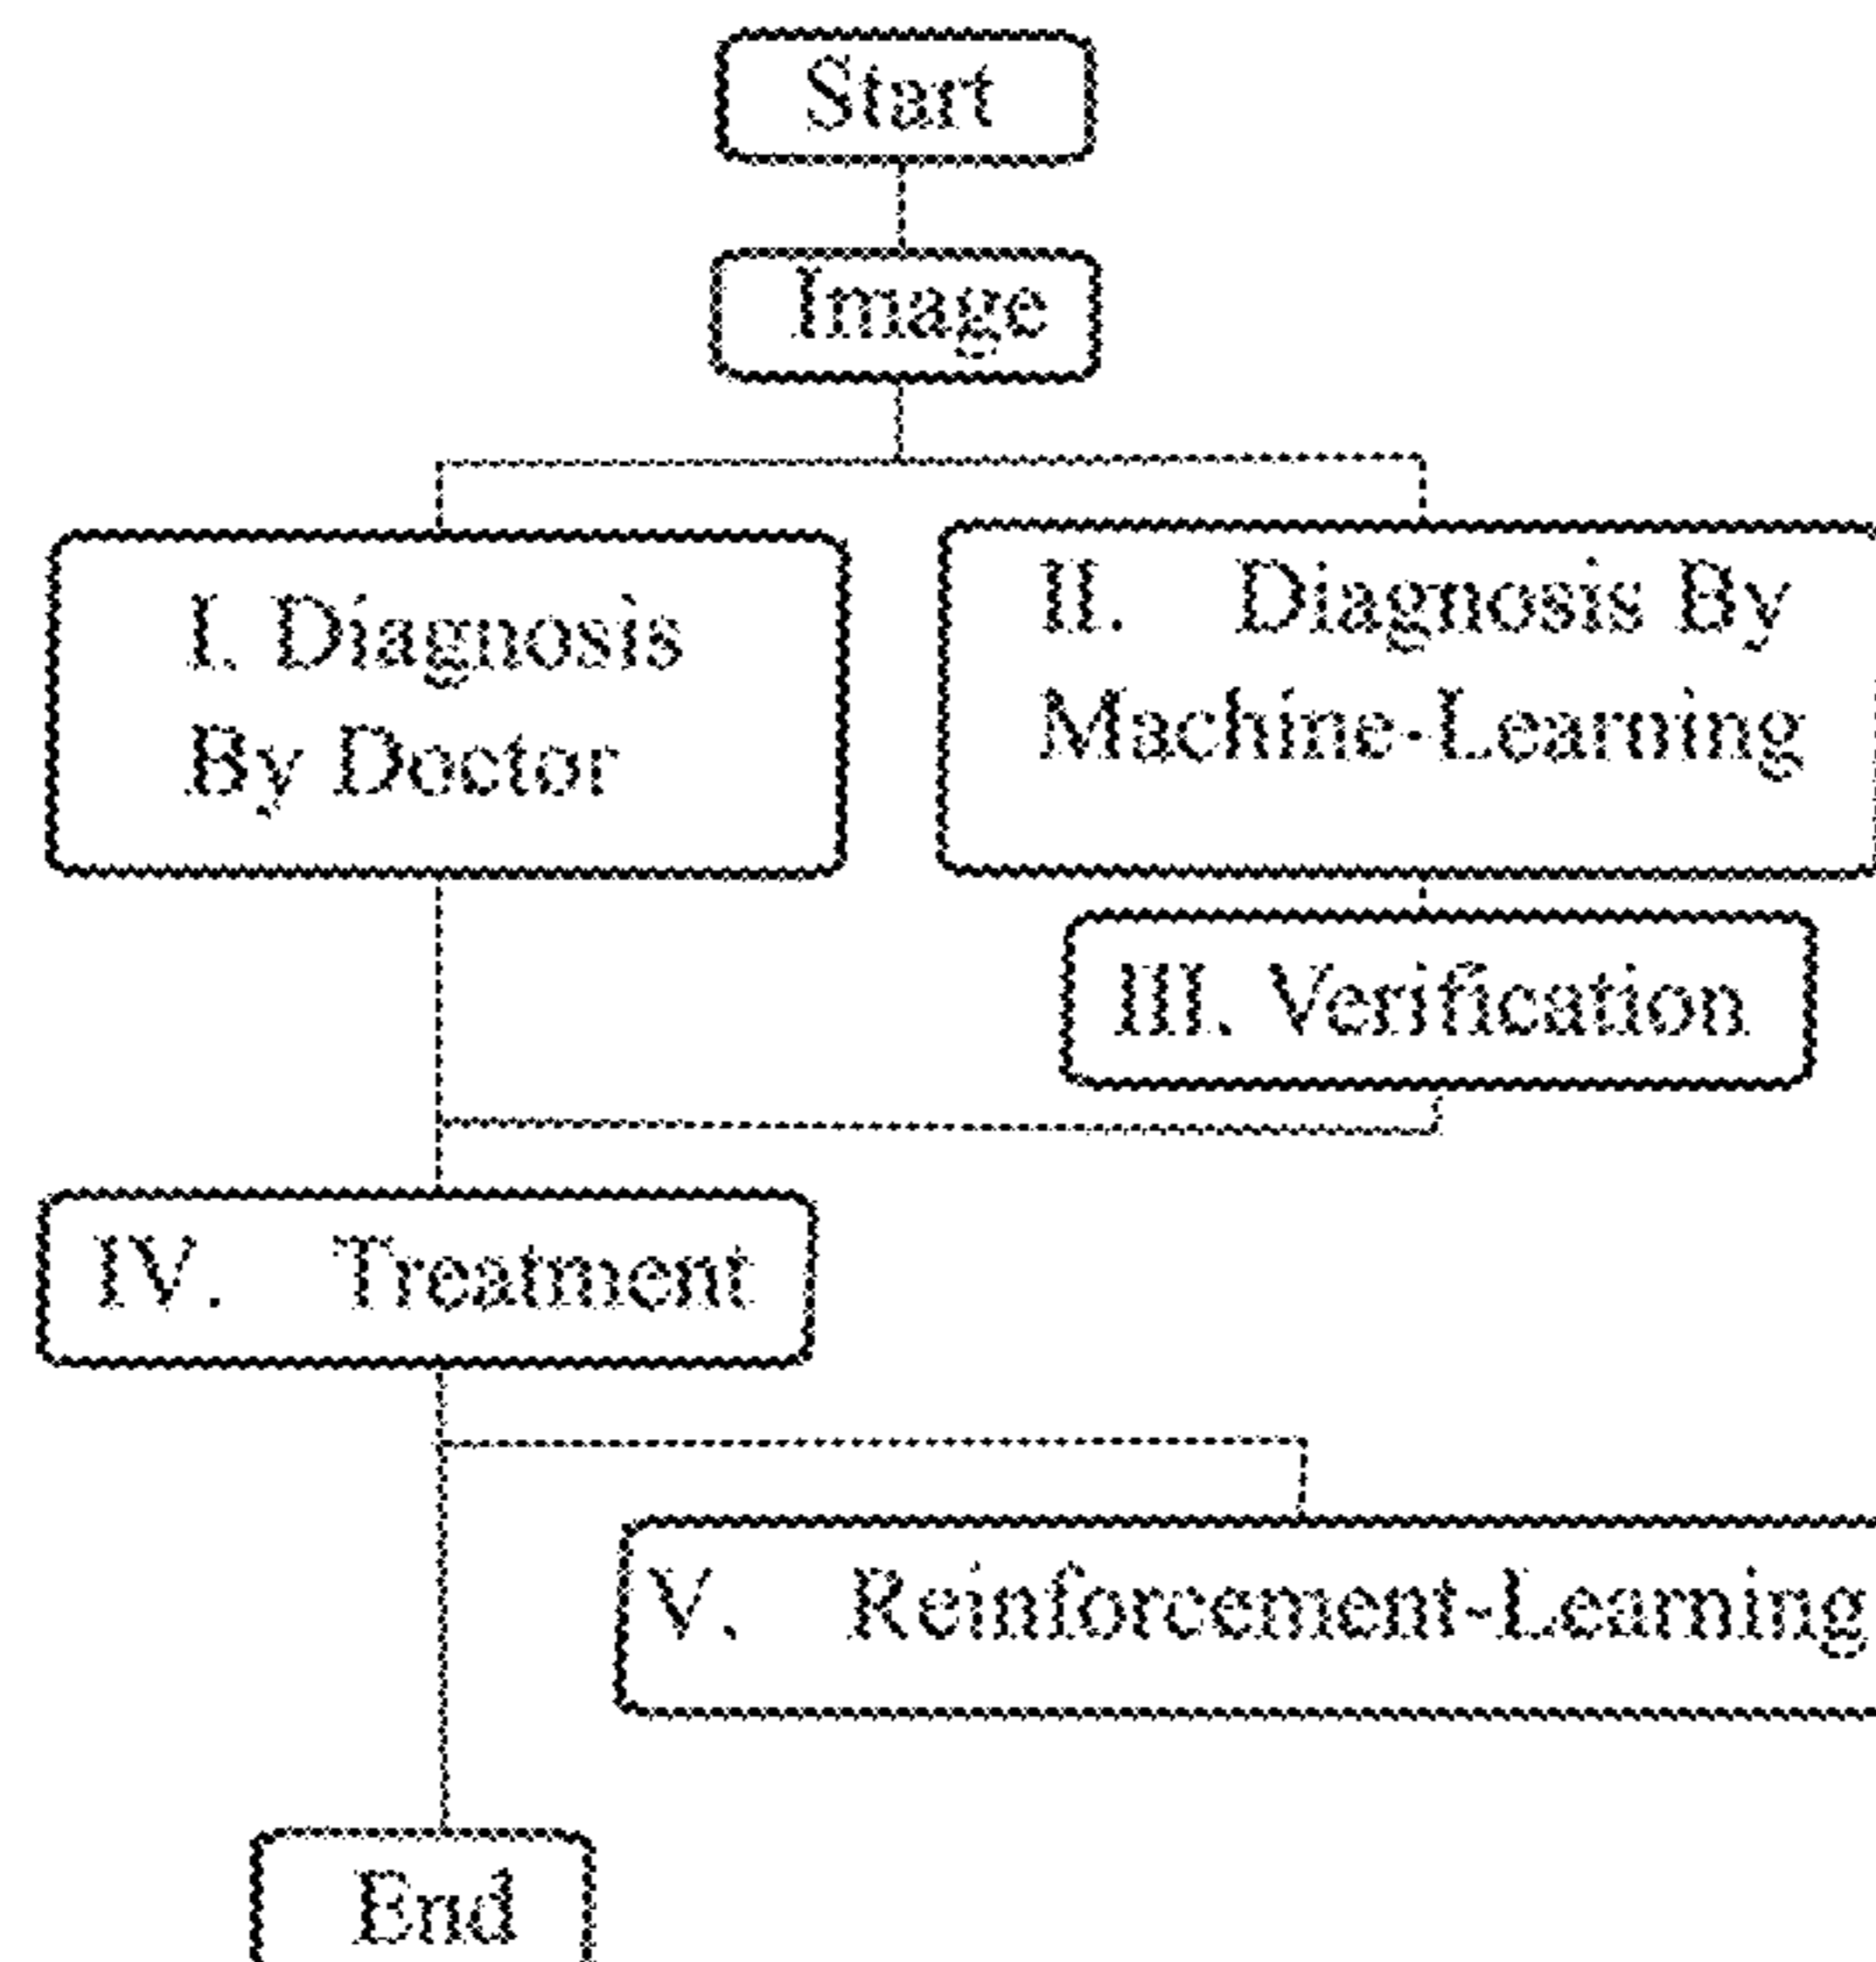 Start
Image
I. Diagnosis
By Doctor
II. Diagnosis By
Machine-Learning
III. Verification
IV. Treatment
V. Reinforcement-Learning
End